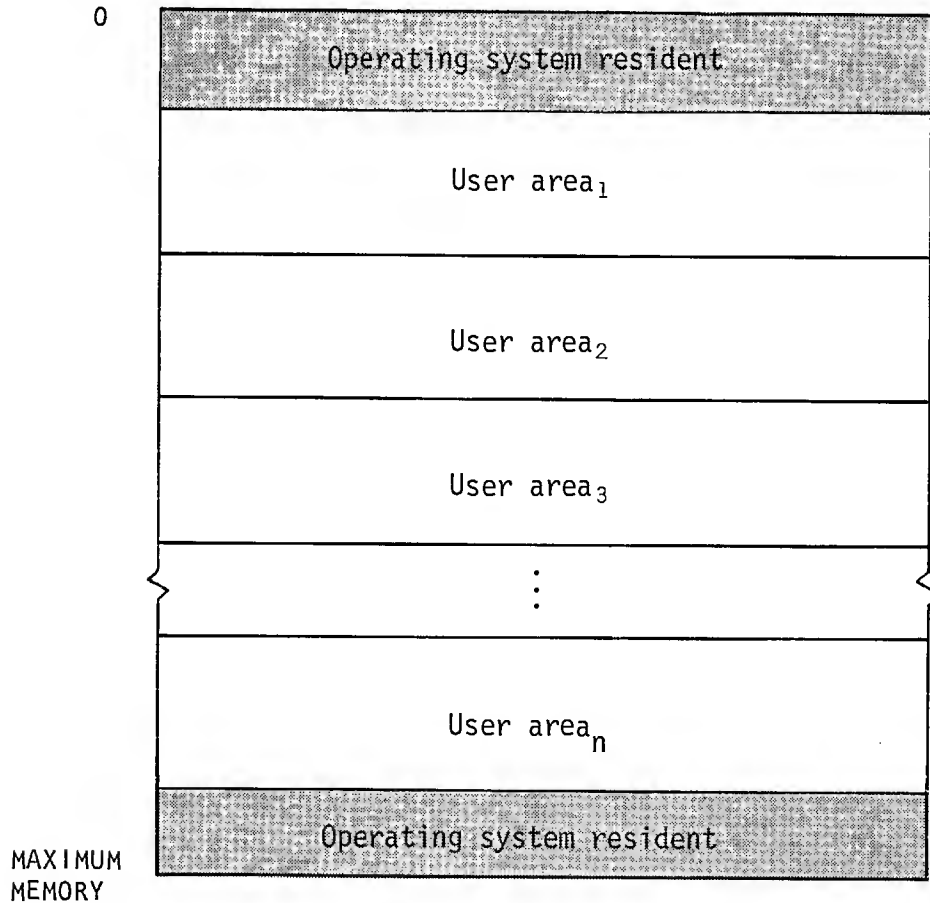 0
Operating system resident
User area₁
User area₂
User area₃
⋮
User areaₙ
Operating system resident
MAXIMUM
MEMORY